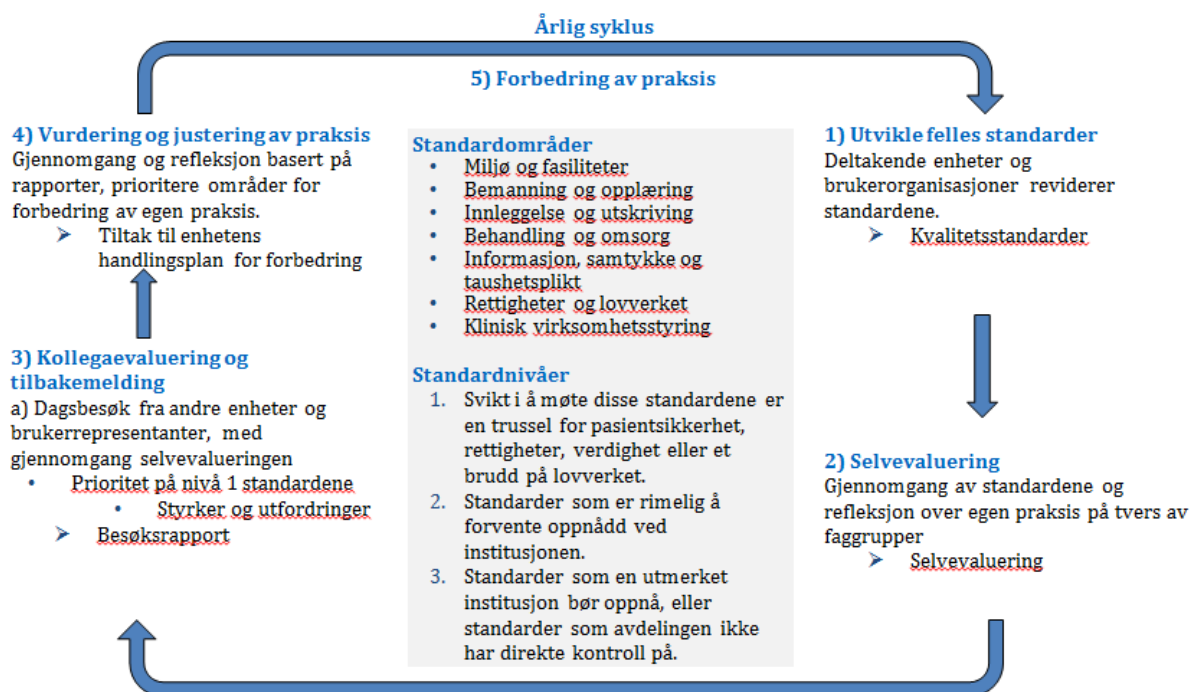 Årlig syklus
5) Forbedring av praksis
4) Vurdering og justering av praksis
Gjennomgang og refleksjon basert på
rapporter, prioritere områder for
forbedring av egen praksis.
➢ Tiltak til enhetens
handlingsplan for forbedring
3) Kollegaevaluering og
tilbakemelding
a) Dagsbesøk fra andre enheter og
brukerrepresentanter, med
gjennomgang selvevalueringen
• Prioritet på nivå 1 standardene
• Styrker og utfordringer
➢ Besøksrapport
Standardområder
• Miljø og fasiliteter
• Bemanning og opplæring
• Innleggelse og utskriving
• Behandling og omsorg
• Informasjon, samtykke og
taushetsplikt
• Rettigheter og lovverket
• Klinisk virksomhetsstyring
Standardnivåer
1. Svikt i å møte disse standardene er
en trussel for pasientsikkerhet,
rettigheter, verdighet eller et
brudd på lovverket.
2. Standarder som er rimelig å
forvente oppnådd ved
institusjonen.
3. Standarder som en utmerket
institusjon bør oppnå, eller
standarder som avdelingen ikke
har direkte kontroll på.
1) Utvikle felles standarder
Deltakende enheter og
brukerorganisasjoner reviderer
standardene.
➢ Kvalitetsstandarder
2) Selvevaluering
Gjennomgang av standardene og
refleksjon over egen praksis på tvers av
faggrupper
➢ Selvevaluering